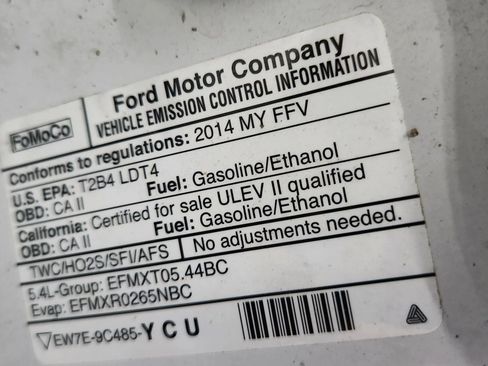 FoMoCo
Ford Motor Company
VEHICLE EMISSION CONTROL INFORMATION
Conforms to regulations: 2014 MY FFV
U.S. EPA: T2B4 LDT4
OBD: CA II Fuel: Gasoline/Ethanol
California: Certified for sale ULEV II qualified
OBD: CA II Fuel: Gasoline/Ethanol
TWC/HO2S/SFI/AFS No adjustments needed.
5.4L-Group: EFMXT05.44BC
Evap: EFMXR0265NBC
EW7E-9C485-YCU